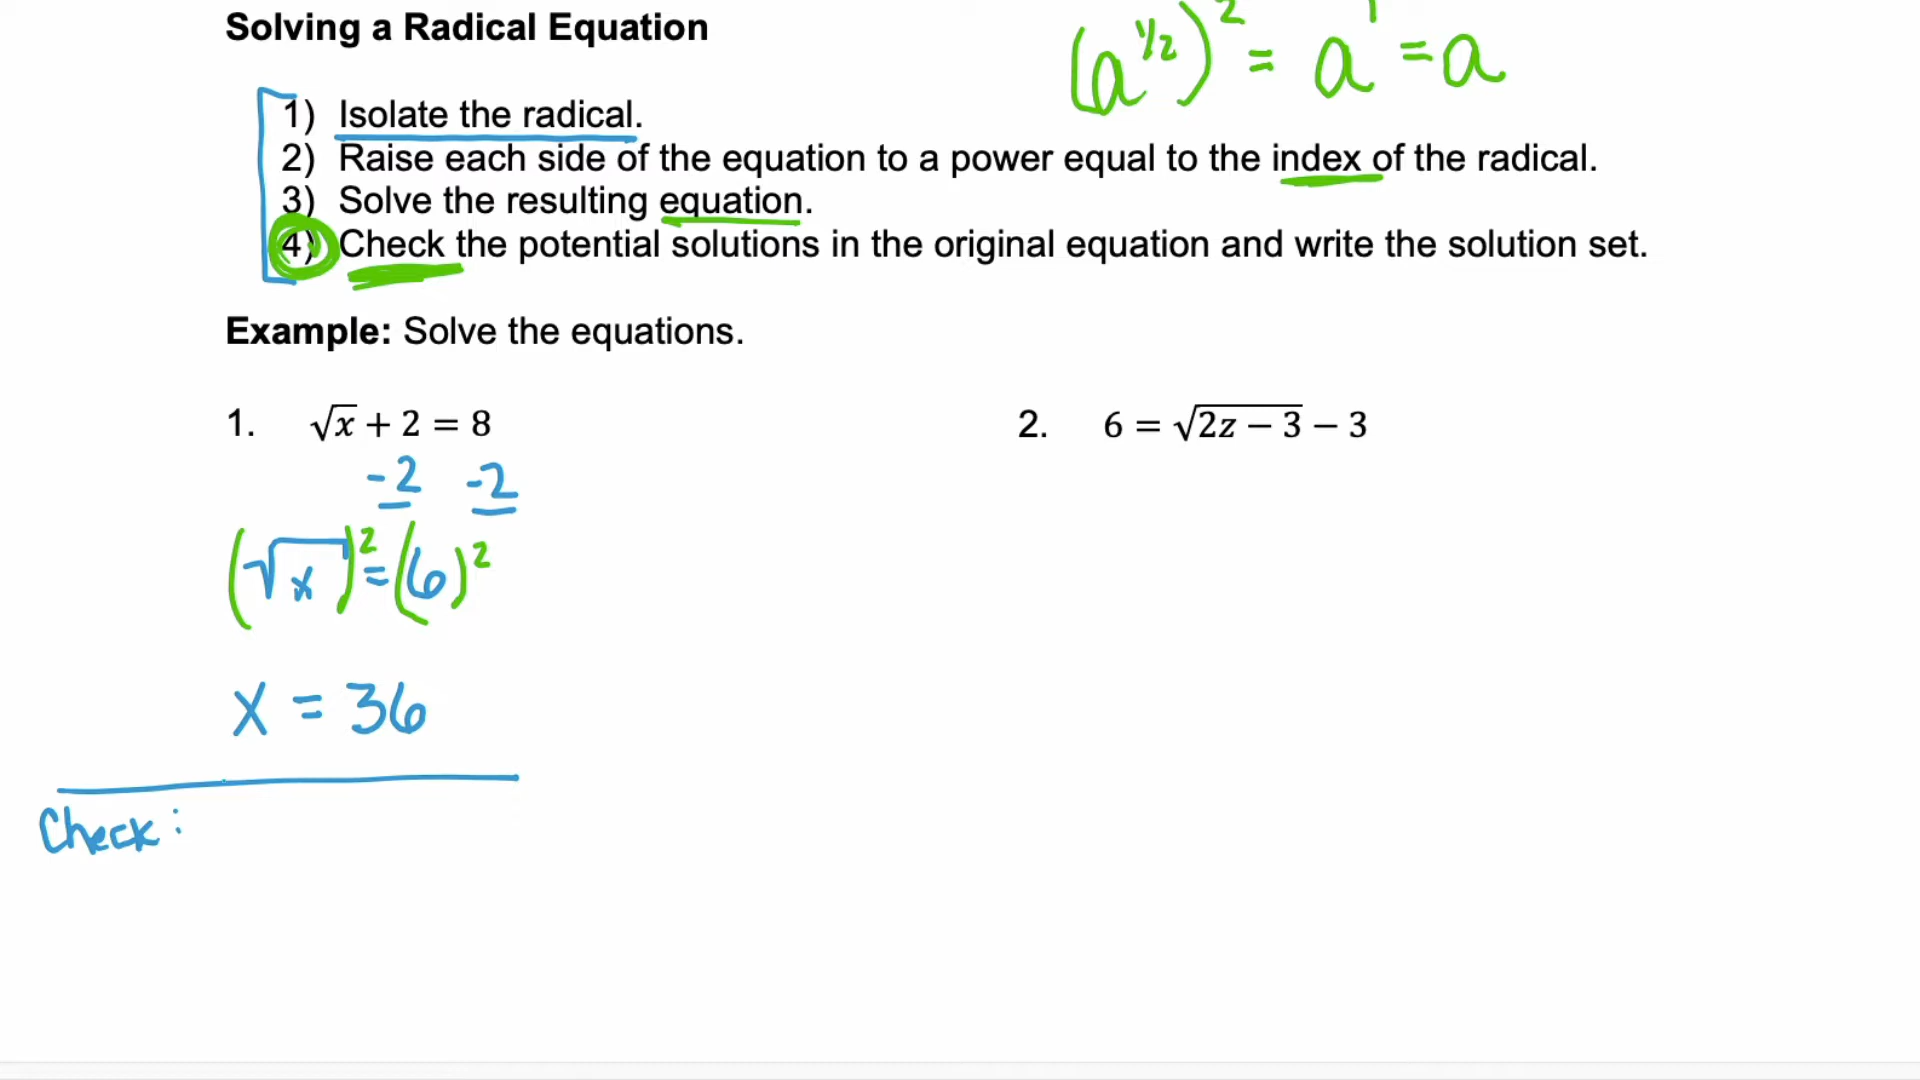 Solving a Radical Equation
(a^1/2)^2 = a^1 = a
1) Isolate the radical.
2) Raise each side of the equation to a power equal to the index of the radical.
3) Solve the resulting equation.
4) Check the potential solutions in the original equation and write the solution set.
Example: Solve the equations.
1. √x + 2 = 8
2. 6 = √(2z − 3) − 3
-2 -2
(√x)^2 = (6)^2
x = 36
Check: